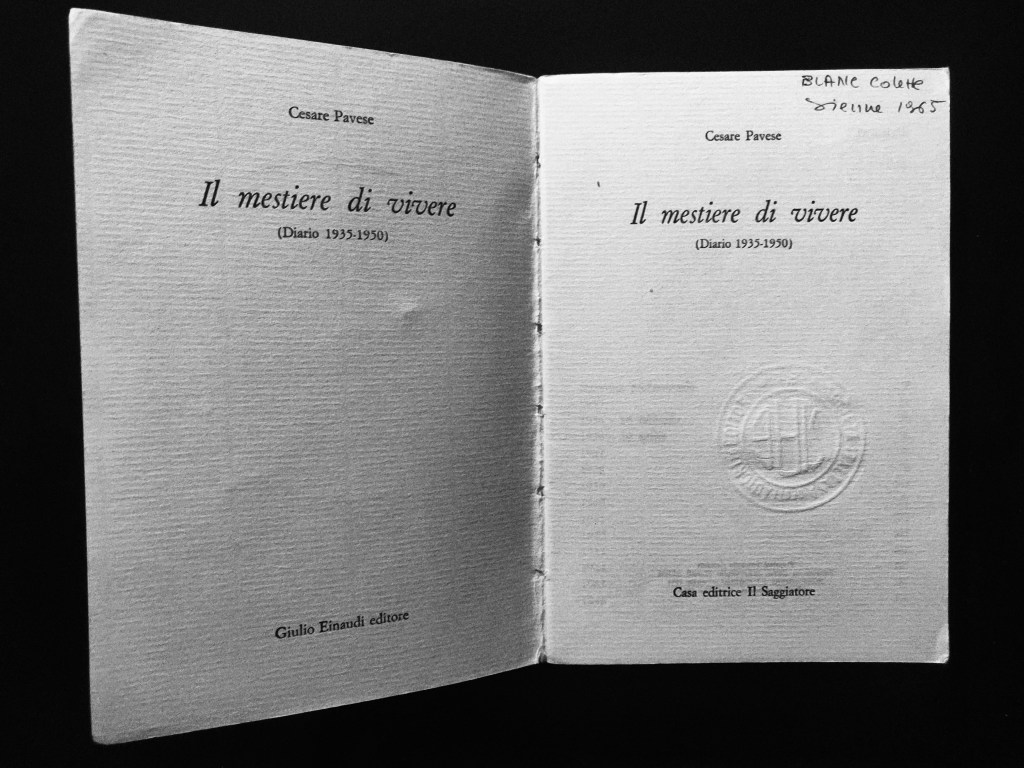 Cesare Pavese
Il mestiere di vivere
(Diario 1935-1950)
Giulio Einaudi editore
BLANC Colette
Vienne 1965
Cesare Pavese
Il mestiere di vivere
(Diario 1935-1950)
Casa editrice Il Saggiatore